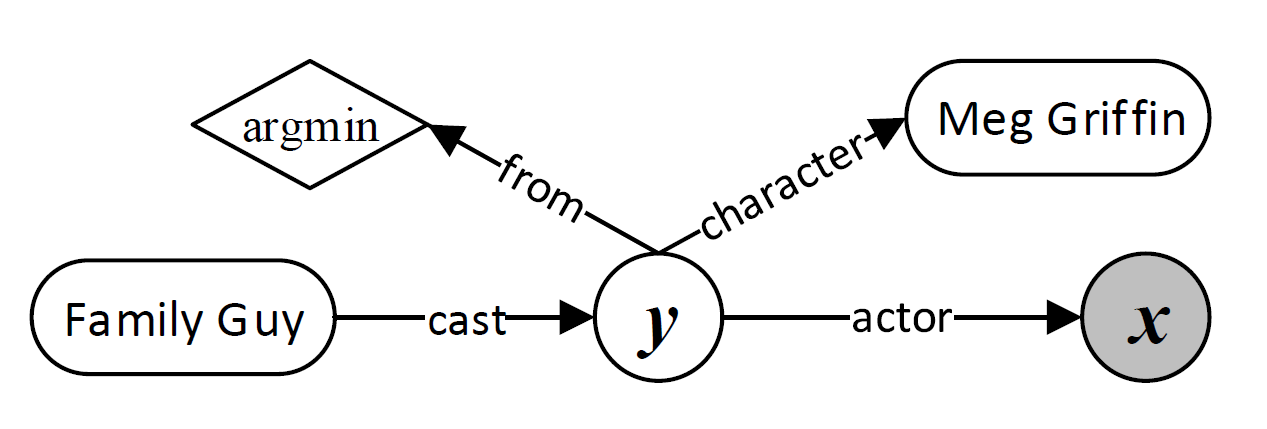 argmin
from
character
Meg Griffin
Family Guy
cast
y
actor
x